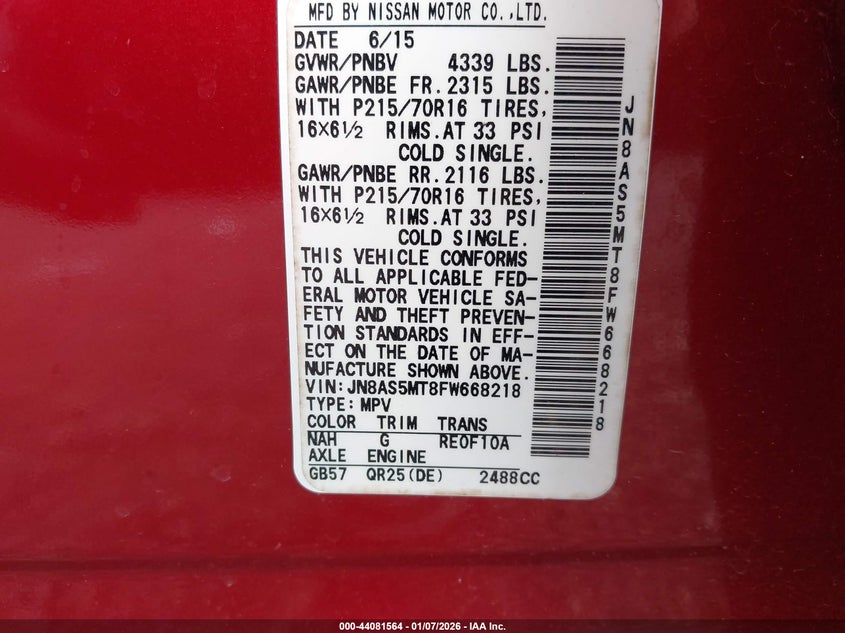 MFD BY NISSAN MOTOR CO.,LTD.
DATE 6/15
GVWR/PNBV 4339 LBS.
GAWR/PNBE FR.2315 LBS.
WITH P215/70R16 TIRES,
16×6½ RIMS.AT 33 PSI
COLD SINGLE.
GAWR/PNBE RR.2116 LBS.
WITH P215/70R16 TIRES,
16×6½ RIMS.AT 33 PSI
COLD SINGLE.
THIS VEHICLE CONFORMS
TO ALL APPLICABLE FED-
ERAL MOTOR VEHICLE SA-
FETY AND THEFT PREVEN-
TION STANDARDS IN EFF-
ECT ON THE DATE OF MA-
NUFACTURE SHOWN ABOVE.
VIN:JN8AS5MT8FW668218
TYPE:MPV
COLOR TRIM TRANS
NAH G RE0F10A
AXLE ENGINE
GB57 QR25(DE) 2488CC
JN8AS5MT8FW668218
000-44081564 - 01/07/2026 - IAA Inc.